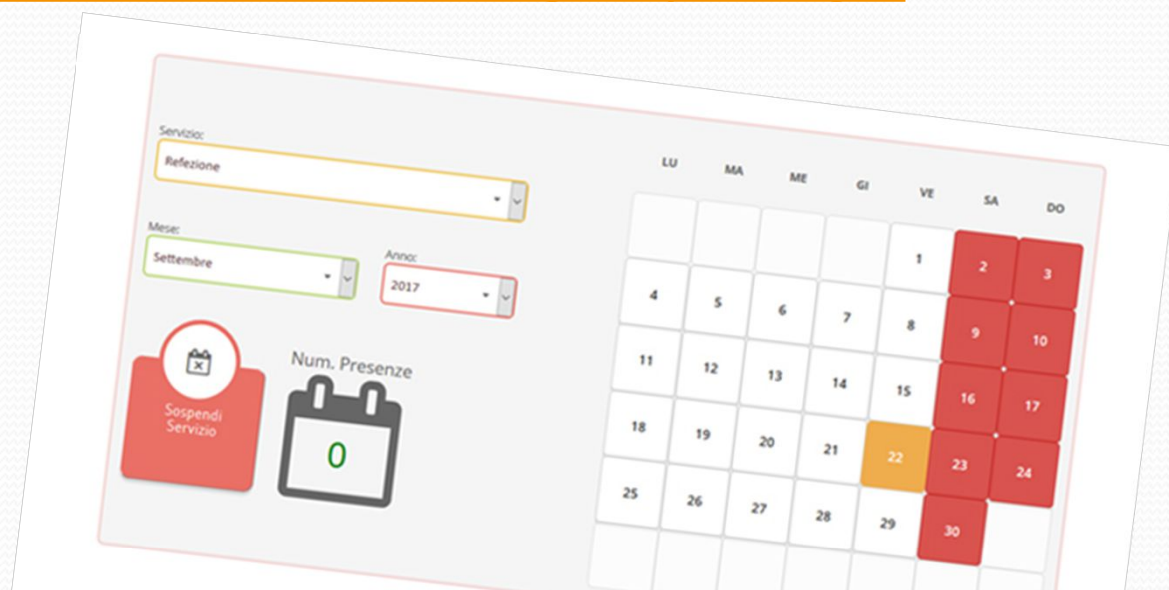 Servizio:
Refezione
Mese:
Settembre
Anno:
2017
Sospendi
Servizio
Num. Presenze
0
LU MA ME GI VE SA DO
1 2 3
4 5 6 7 8 9 10
11 12 13 14 15 16 17
18 19 20 21 22 23 24
25 26 27 28 29 30